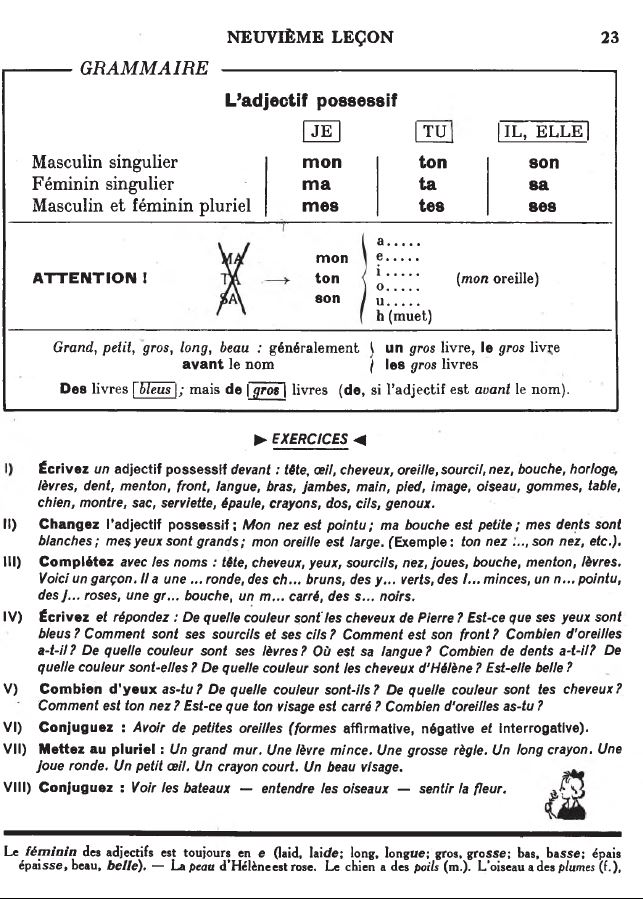 NEUVIÈME LEÇON 23
GRAMMAIRE
L'adjectif possessif
JE TU IL, ELLE
Masculin singulier mon ton son
Féminin singulier ma ta sa
Masculin et féminin pluriel mes tes ses
ATTENTION !
MA mon
TA → ton
SA son
a.....
e.....
i.....
o.....
u.....
h (muet)
(mon oreille)
Grand, petit, gros, long, beau : généralement un gros livre, le gros livre
avant le nom les gros livres
Des livres bleus ; mais de gros livres (de, si l'adjectif est avant le nom).
► EXERCICES ◄
I) Écrivez un adjectif possessif devant : tête, œil, cheveux, oreille, sourcil, nez, bouche, horloge,
lèvres, dent, menton, front, langue, bras, jambes, main, pied, image, oiseau, gommes, table,
chien, montre, sac, serviette, épaule, crayons, dos, cils, genoux.
II) Changez l'adjectif possessif ; Mon nez est pointu ; ma bouche est petite ; mes dents sont
blanches ; mes yeux sont grands ; mon oreille est large. (Exemple : ton nez ..., son nez, etc.).
III) Complétez avec les noms : tête, cheveux, yeux, sourcils, nez, joues, bouche, menton, lèvres.
Voici un garçon. Il a une ... ronde, des ch... bruns, des y... verts, des l... minces, un n... pointu,
des j... roses, une gr... bouche, un m... carré, des s... noirs.
IV) Écrivez et répondez : De quelle couleur sont les cheveux de Pierre ? Est-ce que ses yeux sont
bleus ? Comment sont ses sourcils et ses cils ? Comment est son front ? Combien d'oreilles
a-t-il ? De quelle couleur sont ses lèvres ? Où est sa langue ? Combien de dents a-t-il? De
quelle couleur sont-elles ? De quelle couleur sont les cheveux d'Hélène ? Est-elle belle ?
V) Combien d'yeux as-tu ? De quelle couleur sont-ils ? De quelle couleur sont tes cheveux ?
Comment est ton nez ? Est-ce que ton visage est carré ? Combien d'oreilles as-tu ?
VI) Conjuguez : Avoir de petites oreilles (formes affirmative, négative et interrogative).
VII) Mettez au pluriel : Un grand mur. Une lèvre mince. Une grosse règle. Un long crayon. Une
joue ronde. Un petit œil. Un crayon court. Un beau visage.
VIII) Conjuguez : Voir les bateaux — entendre les oiseaux — sentir la fleur.
Le féminin des adjectifs est toujours en e (laid, laide; long, longue; gros, grosse; bas, basse; épais
épaisse, beau, belle). — La peau d'Hélène est rose. Le chien a des poils (m.). L'oiseau a des plumes (f.),